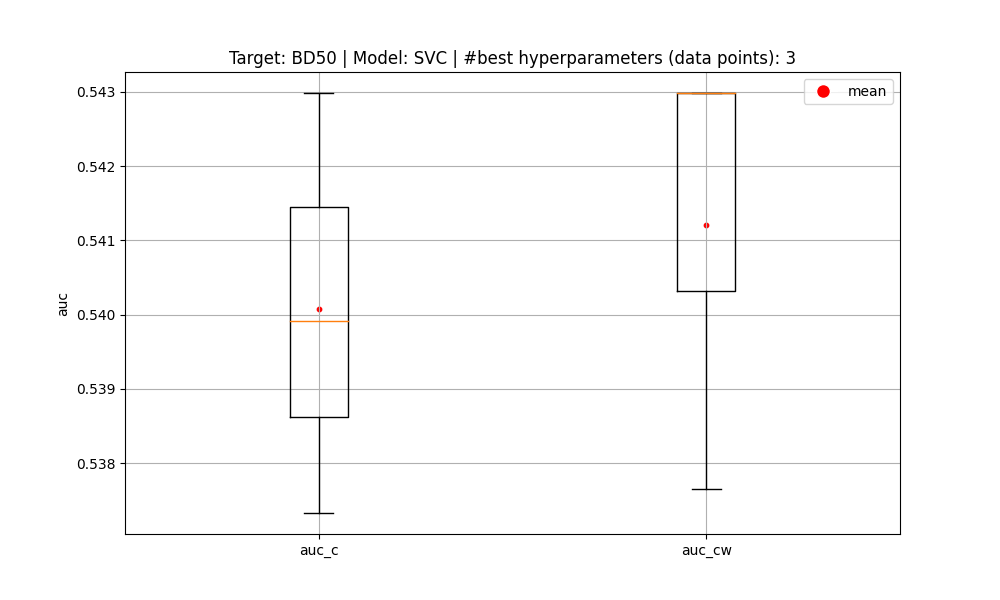 Target: BD50 | Model: SVC | #best hyperparameters (data points): 3
mean
0.543
0.542
0.541
0.540
0.539
0.538
auc
auc_c
auc_cw